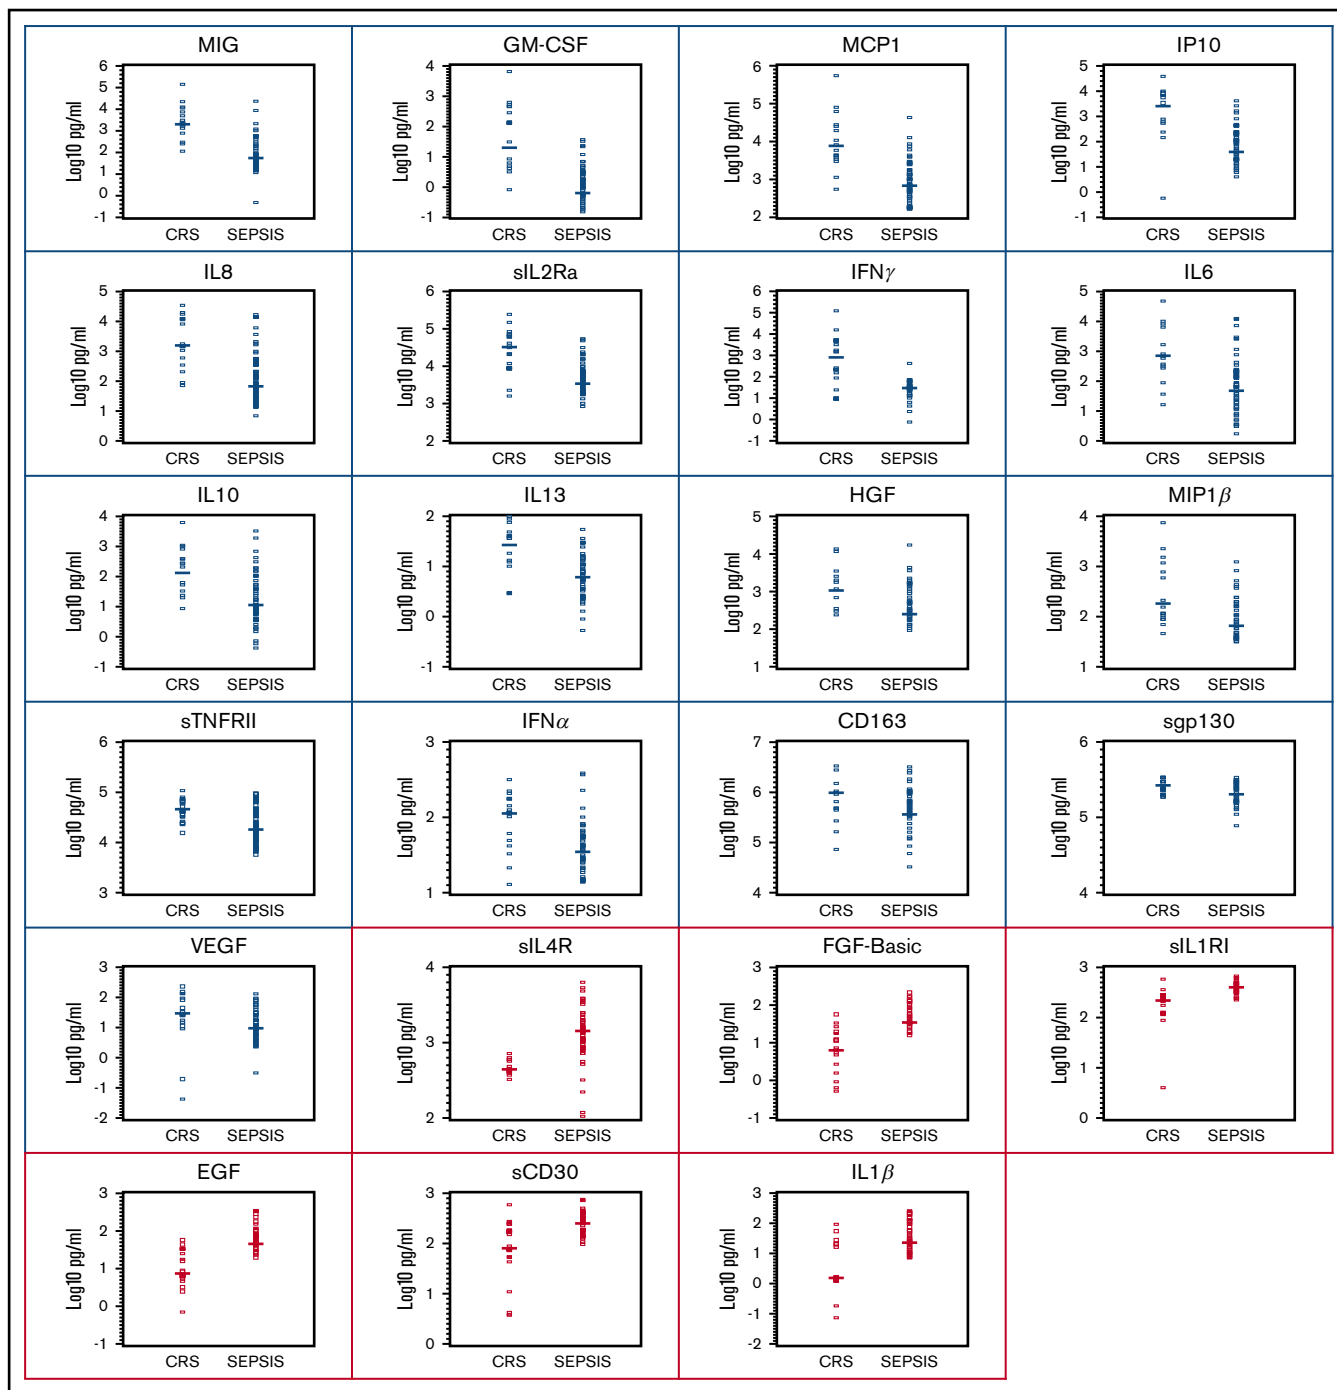 MIG GM-CSF MCP1 IP10
Log10 pg/ml 6 5 4 3 2 1 0 -1 CRS SEPSIS
Log10 pg/ml 4 3 2 1 0 -1 CRS SEPSIS
Log10 pg/ml 6 5 4 3 2 CRS SEPSIS
Log10 pg/ml 5 4 3 2 1 0 -1 CRS SEPSIS
IL8 sIL2Ra IFNγ IL6
Log10 pg/ml 5 4 3 2 1 0 CRS SEPSIS
Log10 pg/ml 6 5 4 3 2 CRS SEPSIS
Log10 pg/ml 6 5 4 3 2 1 0 -1 CRS SEPSIS
Log10 pg/ml 5 4 3 2 1 0 CRS SEPSIS
IL10 IL13 HGF MIP1β
Log10 pg/ml 4 3 2 1 0 -1 CRS SEPSIS
Log10 pg/ml 2 1 0 -1 CRS SEPSIS
Log10 pg/ml 5 4 3 2 1 CRS SEPSIS
Log10 pg/ml 4 3 2 1 CRS SEPSIS
sTNFRII IFNα CD163 sgp130
Log10 pg/ml 6 5 4 3 CRS SEPSIS
Log10 pg/ml 3 2 1 CRS SEPSIS
Log10 pg/ml 7 6 5 4 CRS SEPSIS
Log10 pg/ml 6 5 4 CRS SEPSIS
VEGF sIL4R FGF-Basic sIL1RI
Log10 pg/ml 3 2 1 0 -1 -2 CRS SEPSIS
Log10 pg/ml 4 3 2 CRS SEPSIS
Log10 pg/ml 3 2 1 0 -1 CRS SEPSIS
Log10 pg/ml 3 2 1 0 CRS SEPSIS
EGF sCD30 IL1β
Log10 pg/ml 3 2 1 0 -1 CRS SEPSIS
Log10 pg/ml 3 2 1 0 CRS SEPSIS
Log10 pg/ml 3 2 1 0 -1 -2 CRS SEPSIS